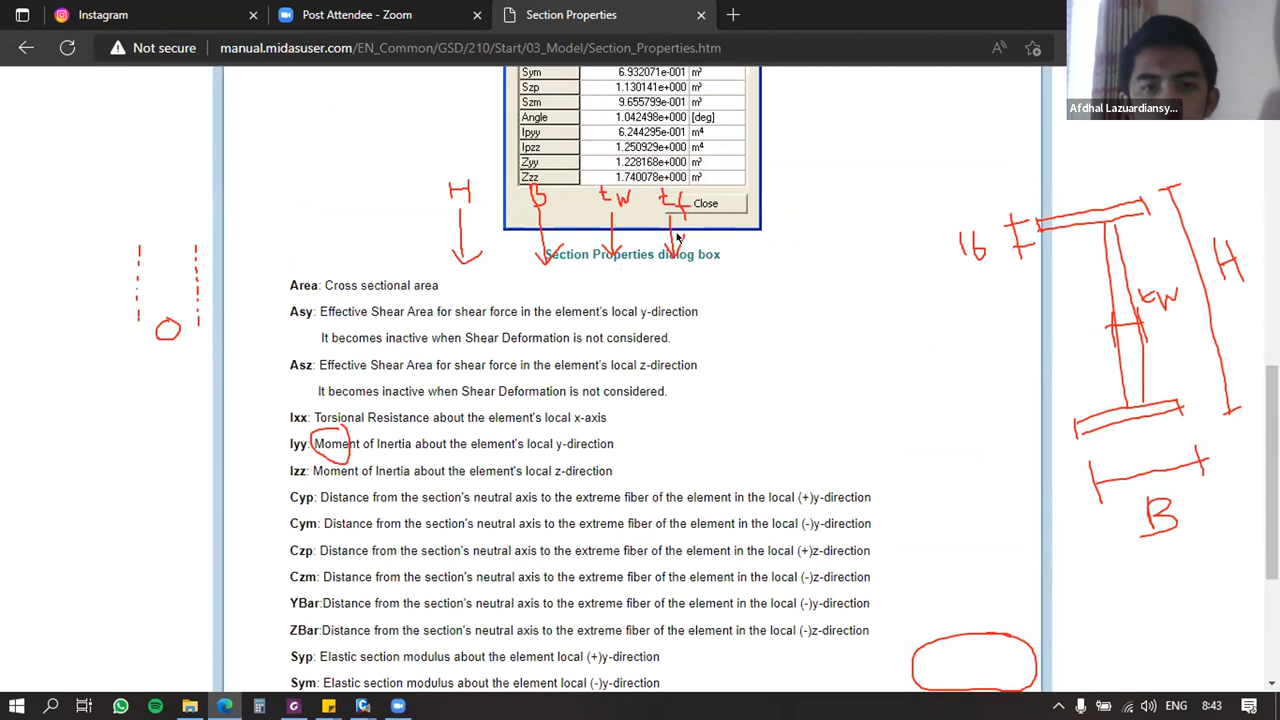 Instagram
Post Attendee - Zoom
Section Properties
Not secure
manual.midasuser.com/EN_Common/GSD/210/Start/03_Model/Section_Properties.htm
Afdhal Lazuardiansy...
Sym 6.932071e-001 m³
Szp 1.130141e+000 m³
Szm 9.655799e-001 m³
Angle 1.042498e+000 [deg]
Ipyy 6.244295e-001 m⁴
Ipzz 1.250929e+000 m⁴
Zyy 1.228168e+000 m³
Zzz 1.740078e+000 m³
H B tw tf
Close
Section Properties dialog box
16
H
tw
B
Area: Cross sectional area
Asy: Effective Shear Area for shear force in the element's local y-direction
It becomes inactive when Shear Deformation is not considered.
Asz: Effective Shear Area for shear force in the element's local z-direction
It becomes inactive when Shear Deformation is not considered.
Ixx: Torsional Resistance about the element's local x-axis
Iyy: Moment of Inertia about the element's local y-direction
Izz: Moment of Inertia about the element's local z-direction
Cyp: Distance from the section's neutral axis to the extreme fiber of the element in the local (+)y-direction
Cym: Distance from the section's neutral axis to the extreme fiber of the element in the local (-)y-direction
Czp: Distance from the section's neutral axis to the extreme fiber of the element in the local (+)z-direction
Czm: Distance from the section's neutral axis to the extreme fiber of the element in the local (-)z-direction
YBar:Distance from the section's neutral axis to the extreme fiber of the element in the local (-)y-direction
ZBar:Distance from the section's neutral axis to the extreme fiber of the element in the local (-)z-direction
Syp: Elastic section modulus about the element local (+)y-direction
Sym: Elastic section modulus about the element local (-)y-direction
ENG 8:43